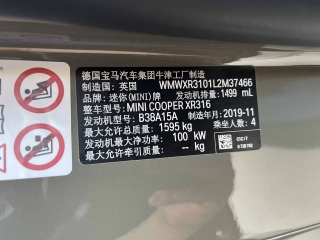 德国宝马汽车集团牛津工厂制造
制造国：英国 WMWXR3101L2M37466
品牌：迷你(MINI)牌 发动机排量：1499 mL
整车型号：MINI COOPER XR316
发动机型号：B38A15A 制造年月：2019-11
最大允许总质量：1595 kg 乘坐人数：4
发动机最大净功率：100 kW
最大允许牵引质量：-- kg